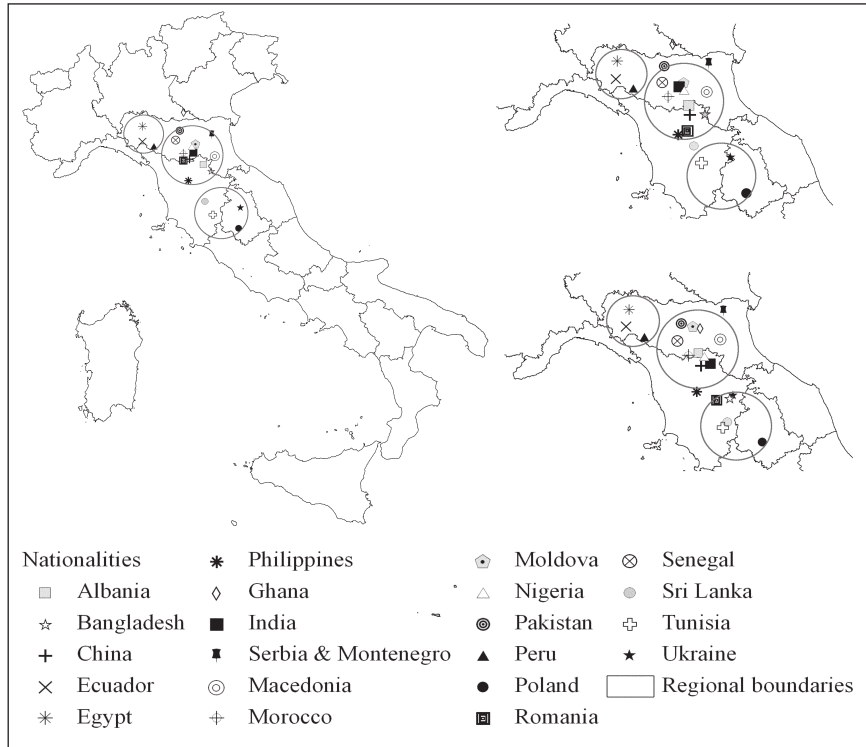 Nationalities Philippines Moldova Senegal
Albania Ghana Nigeria Sri Lanka
Bangladesh India Pakistan Tunisia
China Serbia & Montenegro Peru Ukraine
Ecuador Macedonia Poland Regional boundaries
Egypt Morocco Romania